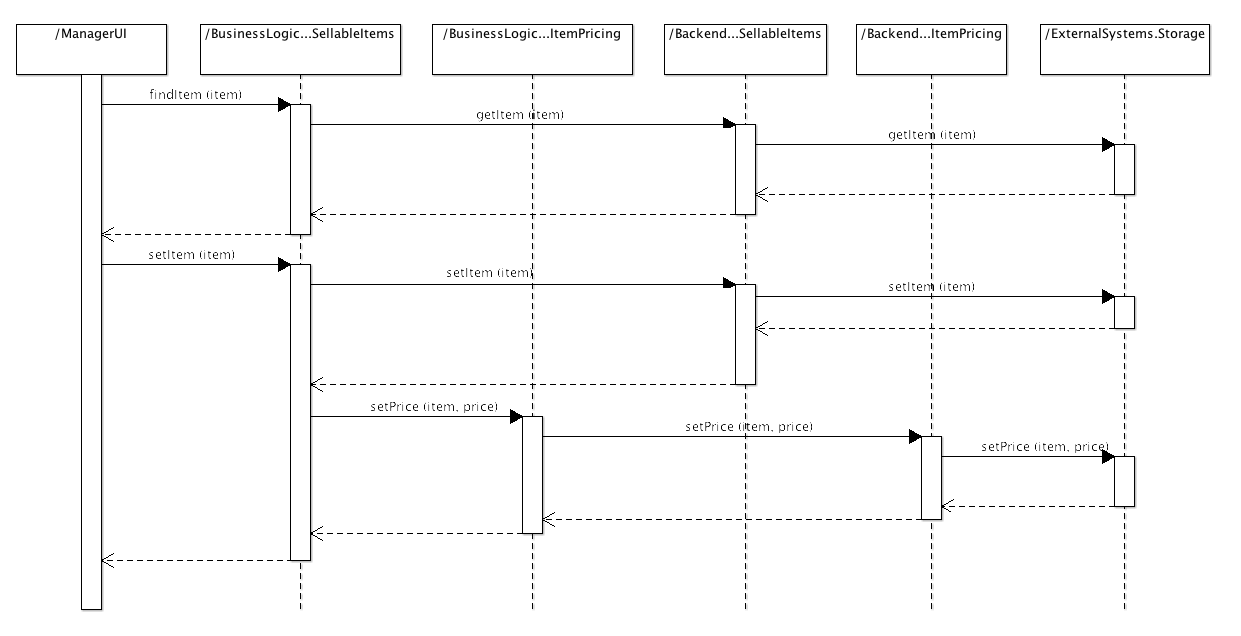 /ManagerUI
/BusinessLogic...SellableItems
/BusinessLogic...ItemPricing
/Backend...SellableItems
/Backend...ItemPricing
/ExternalSystems.Storage
findItem (item)
getItem (item)
getItem (item)
setItem (item)
setItem (item)
setItem (item)
setPrice (item, price)
setPrice (item, price)
setPrice (item, price)